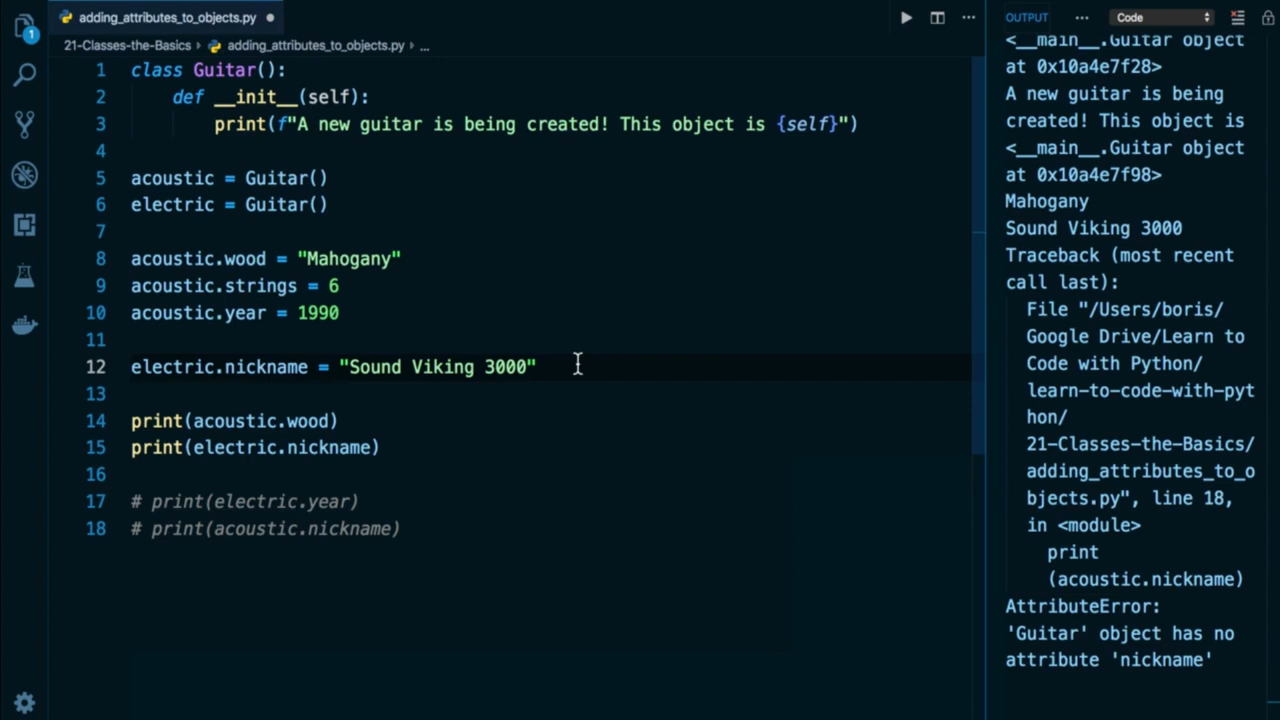 adding_attributes_to_objects.py
1
21-Classes-the-Basics > adding_attributes_to_objects.py > ...
1 class Guitar():
2 def __init__(self):
3 print(f"A new guitar is being created! This object is {self}")
4
5 acoustic = Guitar()
6 electric = Guitar()
7
8 acoustic.wood = "Mahogany"
9 acoustic.strings = 6
10 acoustic.year = 1990
11
12 electric.nickname = "Sound Viking 3000"
13
14 print(acoustic.wood)
15 print(electric.nickname)
16
17 # print(electric.year)
18 # print(acoustic.nickname)
OUTPUT ... Code
<__main__.Guitar object
at 0x10a4e7f28>
A new guitar is being
created! This object is
<__main__.Guitar object
at 0x10a4e7f98>
Mahogany
Sound Viking 3000
Traceback (most recent
call last):
File "/Users/boris/
Google Drive/Learn to
Code with Python/
learn-to-code-with-pyt
hon/
21-Classes-the-Basics/
adding_attributes_to_o
bjects.py", line 18,
in <module>
print
(acoustic.nickname)
AttributeError:
'Guitar' object has no
attribute 'nickname'